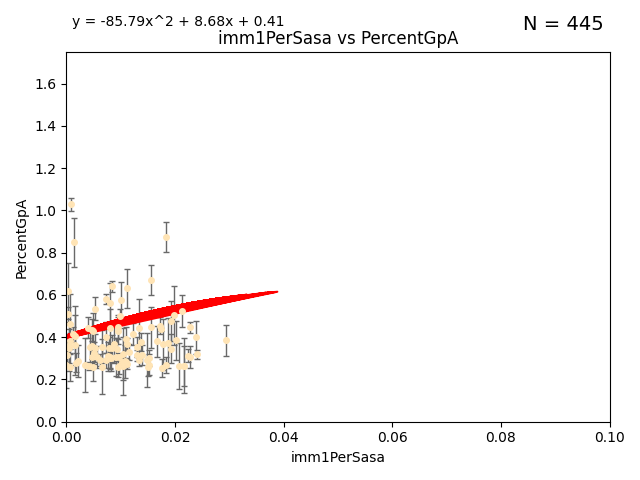 y = -85.79x^2 + 8.68x + 0.41
N = 445
imm1PerSasa vs PercentGpA
PercentGpA
1.6
1.4
1.2
1.0
0.8
0.6
0.4
0.2
0.0
0.00 0.02 0.04 0.06 0.08 0.10
imm1PerSasa